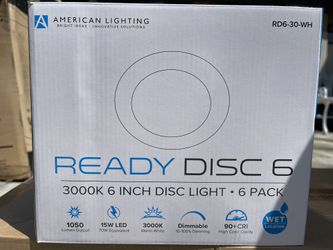 AMERICAN LIGHTING
BRIGHT IDEAS · INNOVATIVE SOLUTIONS
RD6-30-WH
READY DISC 6
3000K 6 INCH DISC LIGHT • 6 PACK
1050
Lumen Output
15W LED
70W Equivalent
3000K
Warm White
Dimmable
10-100% Dimming
90+ CRI
High Color Clarity
WET
LOCATION